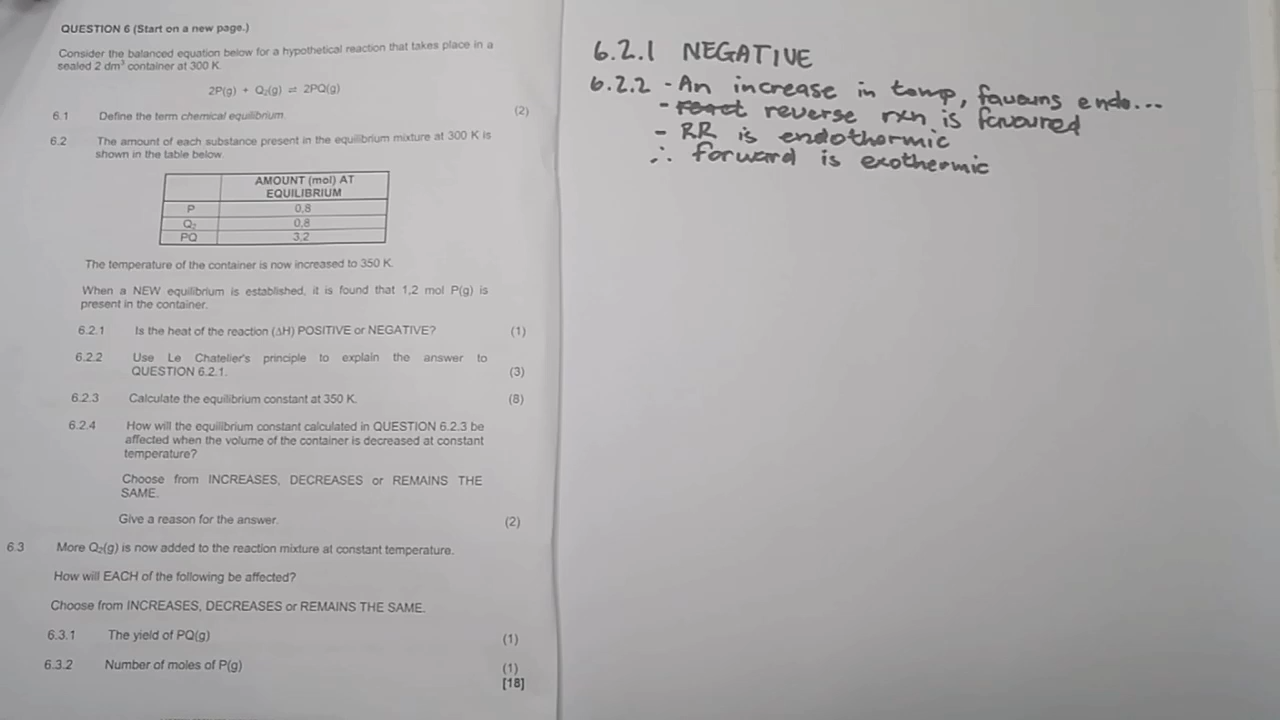 QUESTION 6 (Start on a new page.)
Consider the balanced equation below for a hypothetical reaction that takes place in a
sealed 2 dm³ container at 300 K.
2P(g) + Q₂(g) ⇌ 2PQ(g)
6.1 Define the term chemical equilibrium. (2)
6.2 The amount of each substance present in the equilibrium mixture at 300 K is
shown in the table below.
AMOUNT (mol) AT
EQUILIBRIUM
P 0,8
Q₂ 0,8
PQ 3,2
The temperature of the container is now increased to 350 K.
When a NEW equilibrium is established, it is found that 1,2 mol P(g) is
present in the container.
6.2.1 Is the heat of the reaction (ΔH) POSITIVE or NEGATIVE? (1)
6.2.2 Use Le Chatelier's principle to explain the answer to
QUESTION 6.2.1. (3)
6.2.3 Calculate the equilibrium constant at 350 K. (8)
6.2.4 How will the equilibrium constant calculated in QUESTION 6.2.3 be
affected when the volume of the container is decreased at constant
temperature?
Choose from INCREASES, DECREASES or REMAINS THE
SAME.
Give a reason for the answer. (2)
6.3 More Q₂(g) is now added to the reaction mixture at constant temperature.
How will EACH of the following be affected?
Choose from INCREASES, DECREASES or REMAINS THE SAME.
6.3.1 The yield of PQ(g) (1)
6.3.2 Number of moles of P(g) (1)
[18]
6.2.1 NEGATIVE
6.2.2 - An increase in temp, favours endo...
- reverse rxn is favoured
- RR is endothermic
∴ forward is exothermic